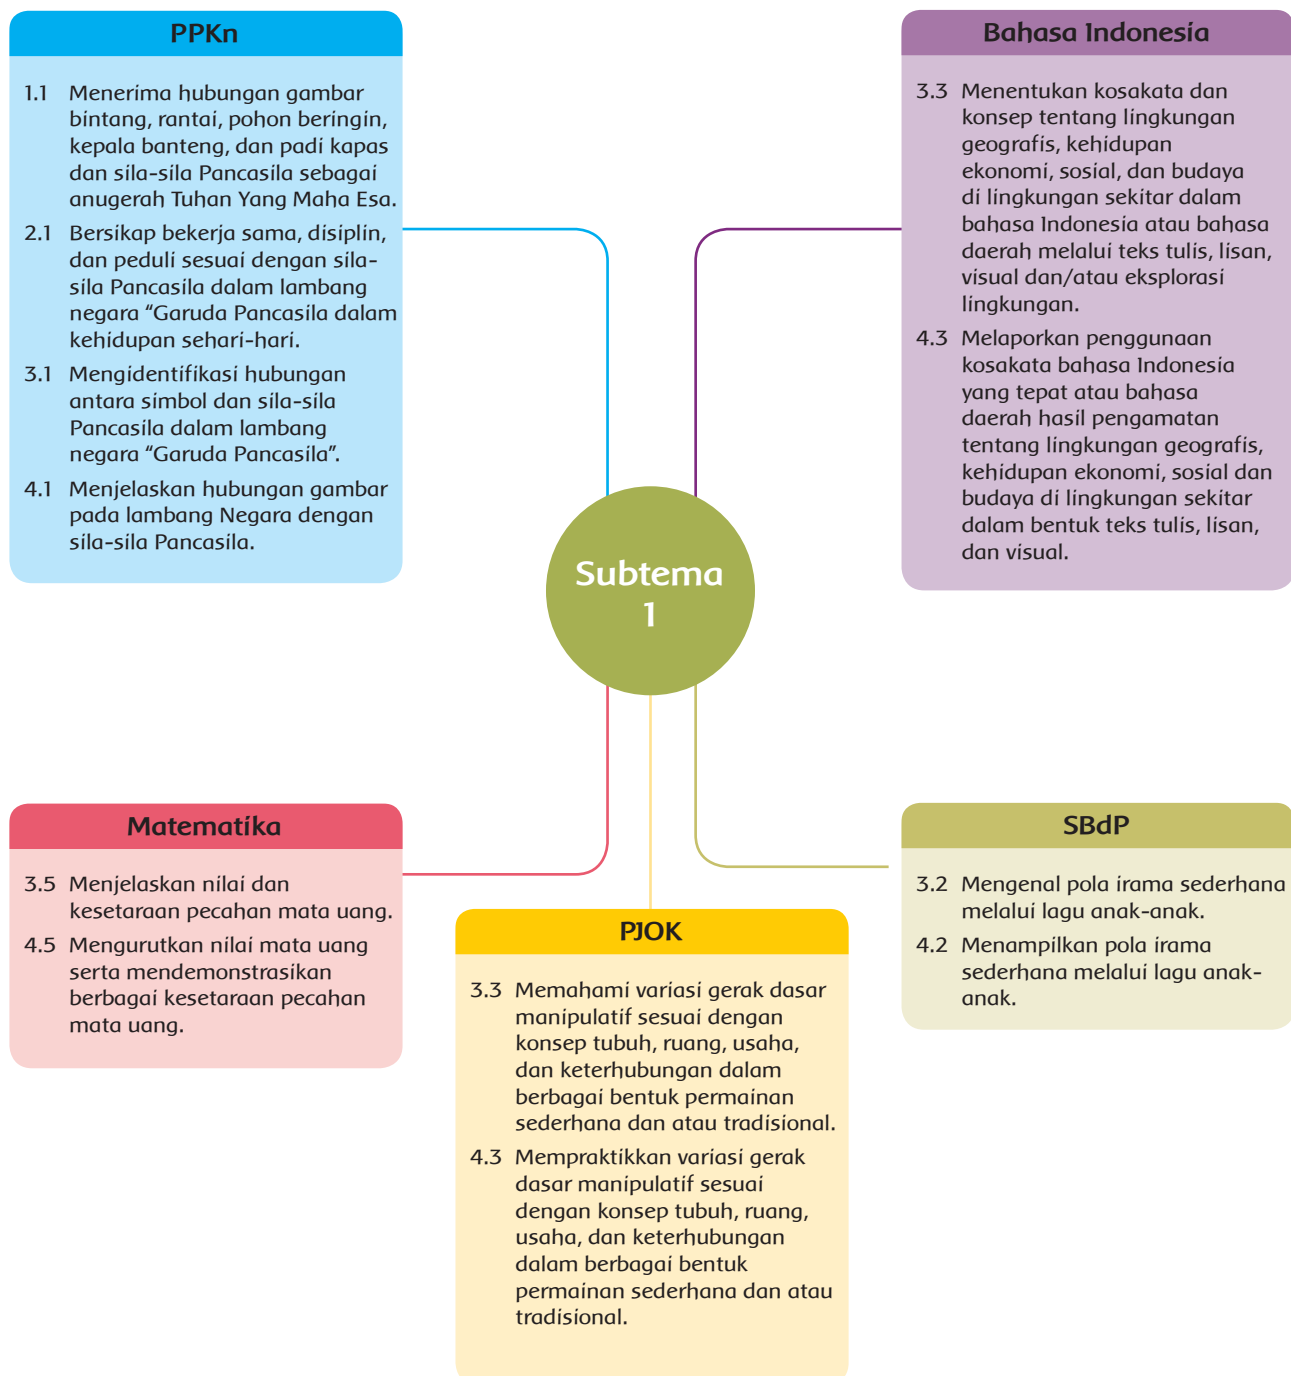 PPKn
1.1 Menerima hubungan gambar
bintang, rantai, pohon beringin,
kepala banteng, dan padi kapas
dan sila-sila Pancasila sebagai
anugerah Tuhan Yang Maha Esa.
2.1 Bersikap bekerja sama, disiplin,
dan peduli sesuai dengan sila-
sila Pancasila dalam lambang
negara “Garuda Pancasila dalam
kehidupan sehari-hari.
3.1 Mengidentifikasi hubungan
antara simbol dan sila-sila
Pancasila dalam lambang
negara “Garuda Pancasila”.
4.1 Menjelaskan hubungan gambar
pada lambang Negara dengan
sila-sila Pancasila.
Bahasa Indonesia
3.3 Menentukan kosakata dan
konsep tentang lingkungan
geografis, kehidupan
ekonomi, sosial, dan budaya
di lingkungan sekitar dalam
bahasa Indonesia atau bahasa
daerah melalui teks tulis, lisan,
visual dan/atau eksplorasi
lingkungan.
4.3 Melaporkan penggunaan
kosakata bahasa Indonesia
yang tepat atau bahasa
daerah hasil pengamatan
tentang lingkungan geografis,
kehidupan ekonomi, sosial dan
budaya di lingkungan sekitar
dalam bentuk teks tulis, lisan,
dan visual.
Subtema
1
Matematika
3.5 Menjelaskan nilai dan
kesetaraan pecahan mata uang.
4.5 Mengurutkan nilai mata uang
serta mendemonstrasikan
berbagai kesetaraan pecahan
mata uang.
PJOK
3.3 Memahami variasi gerak dasar
manipulatif sesuai dengan
konsep tubuh, ruang, usaha,
dan keterhubungan dalam
berbagai bentuk permainan
sederhana dan atau tradisional.
4.3 Mempraktikkan variasi gerak
dasar manipulatif sesuai
dengan konsep tubuh, ruang,
usaha, dan keterhubungan
dalam berbagai bentuk
permainan sederhana dan atau
tradisional.
SBdP
3.2 Mengenal pola irama sederhana
melalui lagu anak-anak.
4.2 Menampilkan pola irama
sederhana melalui lagu anak-
anak.